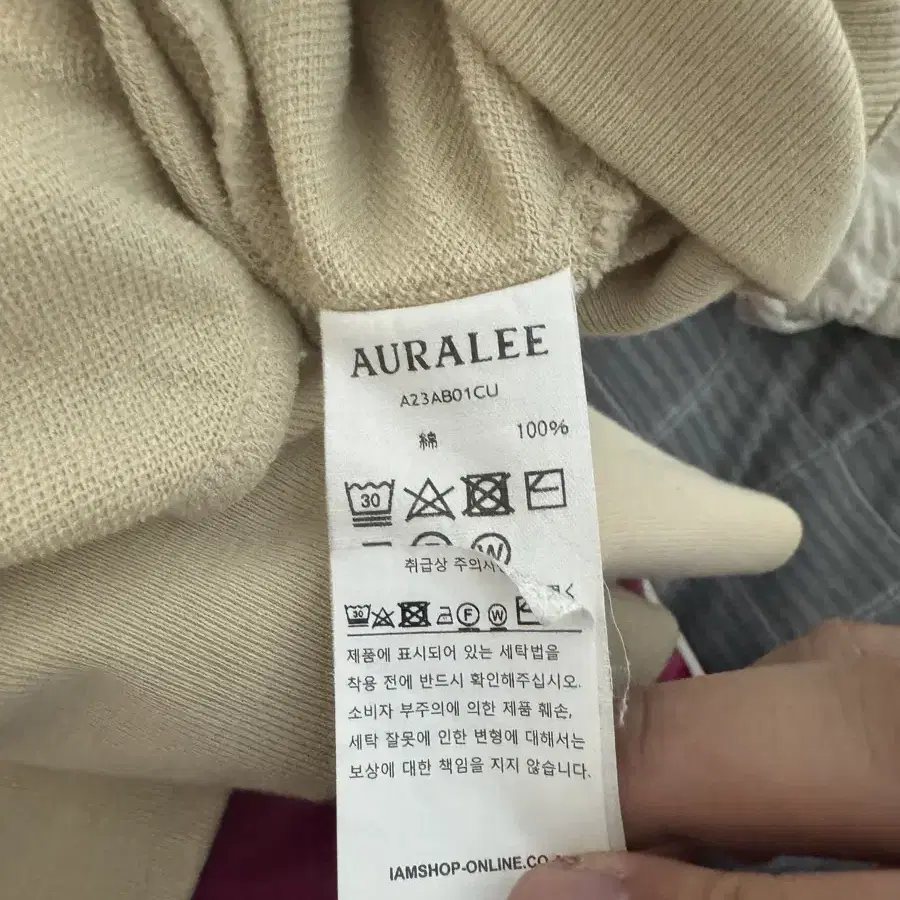 AURALEE
A23AB01CU
綿 100%
30
W
취급상 주의사
30 F W
제품에 표시되어 있는 세탁법을
착용 전에 반드시 확인해주십시오.
소비자 부주의에 의한 제품 훼손,
세탁 잘못에 인한 변형에 대해서는
보상에 대한 책임을 지지 않습니다.
IAMSHOP-ONLINE.CO